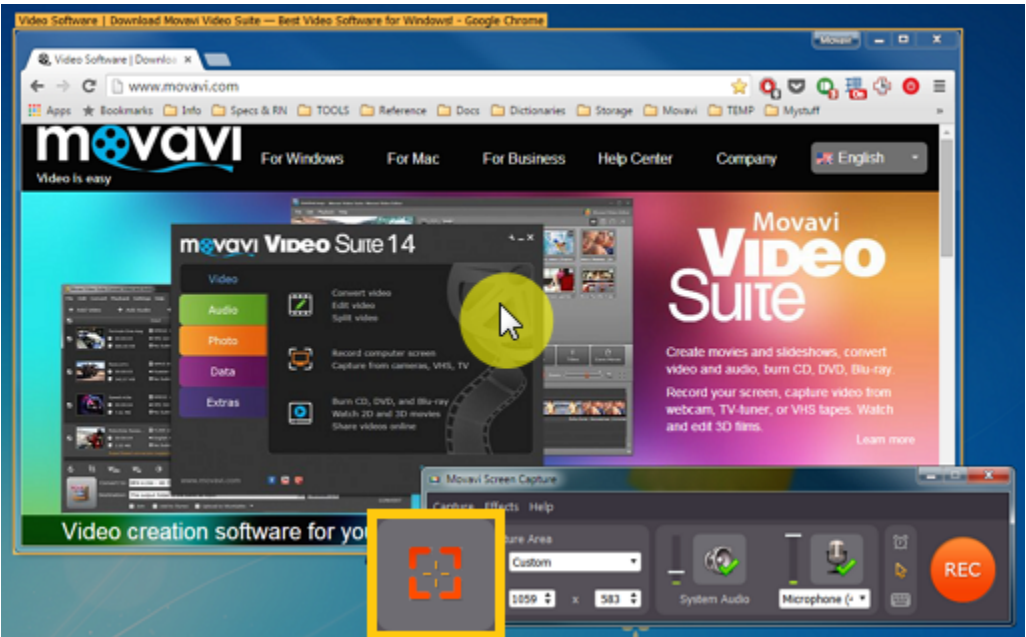 Video Software | Download Movavi Video Suite — Best Video Software for Windows! - Google Chrome
Movavi
Video Software | Downloa
www.movavi.com
Apps Bookmarks Info Specs & RN TOOLS Reference Docs Dictionaries Storage Movavi TEMP Mystuff »
movavi
Video is easy
For Windows For Mac For Business Help Center Company English
movavi VIDEO SUITE 14
Video
Audio
Photo
Data
Extras
Convert video
Edit video
Split video
Record computer screen
Capture from cameras, VHS, TV
Burn CD, DVD, and Blu-ray
Watch 2D and 3D movies
Share videos online
www.movavi.com
Movavi
VIDEO
SUITE
Create movies and slideshows, convert
video and audio, burn CD, DVD, Blu-ray.
Record your screen, capture video from
webcam, TV-tuner, or VHS tapes. Watch
and edit 3D films.
Learn more
Video creation software for you
Movavi Screen Capture
Capture Effects Help
ture Area
Custom
1059 x 583
System Audio
Microphone (
REC